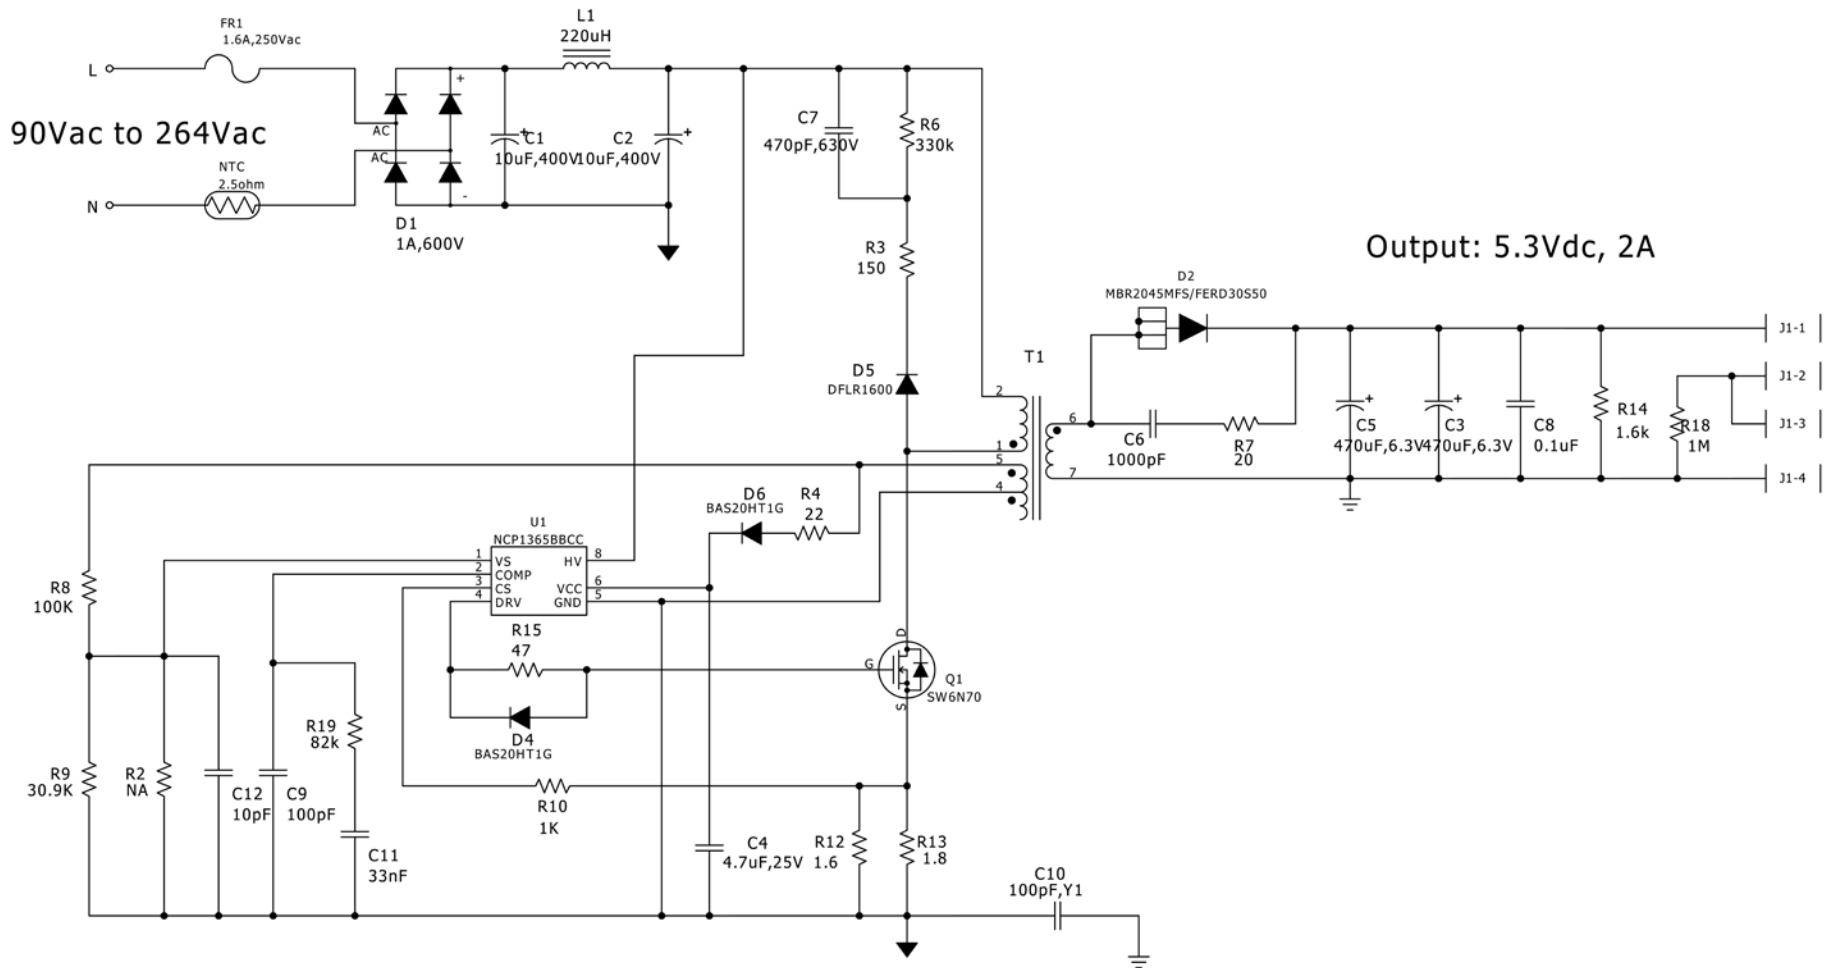 FR1
1.6A,250Vac
L1
220uH
L
+
90Vac to 264Vac
AC
AC
NTC
2.5ohm
N
-
D1
1A,600V
+
C1
10uF,400V
C2
10uF,400V
+
C7
470pF,630V
R6
330k
R3
150
Output: 5.3Vdc, 2A
D2
MBR2045MFS/FERD30S50
T1
D5
DFLR1600
2
1
5
4
6
7
C6
1000pF
R7
20
+
C5
470uF,6.3V
+
C3
470uF,6.3V
C8
0.1uF
R14
1.6k
R18
1M
J1-1
J1-2
J1-3
J1-4
D6
BAS20HT1G
R4
22
U1
NCP1365BBCC
1
2
3
4
VS
COMP
CS
DRV
HV
VCC
GND
8
6
5
R8
100K
R15
47
D
G
S
Q1
SW6N70
D4
BAS20HT1G
R19
82k
R9
30.9K
R2
NA
C12
10pF
C9
100pF
C11
33nF
R10
1K
C4
4.7uF,25V
R12
1.6
R13
1.8
C10
100pF,Y1